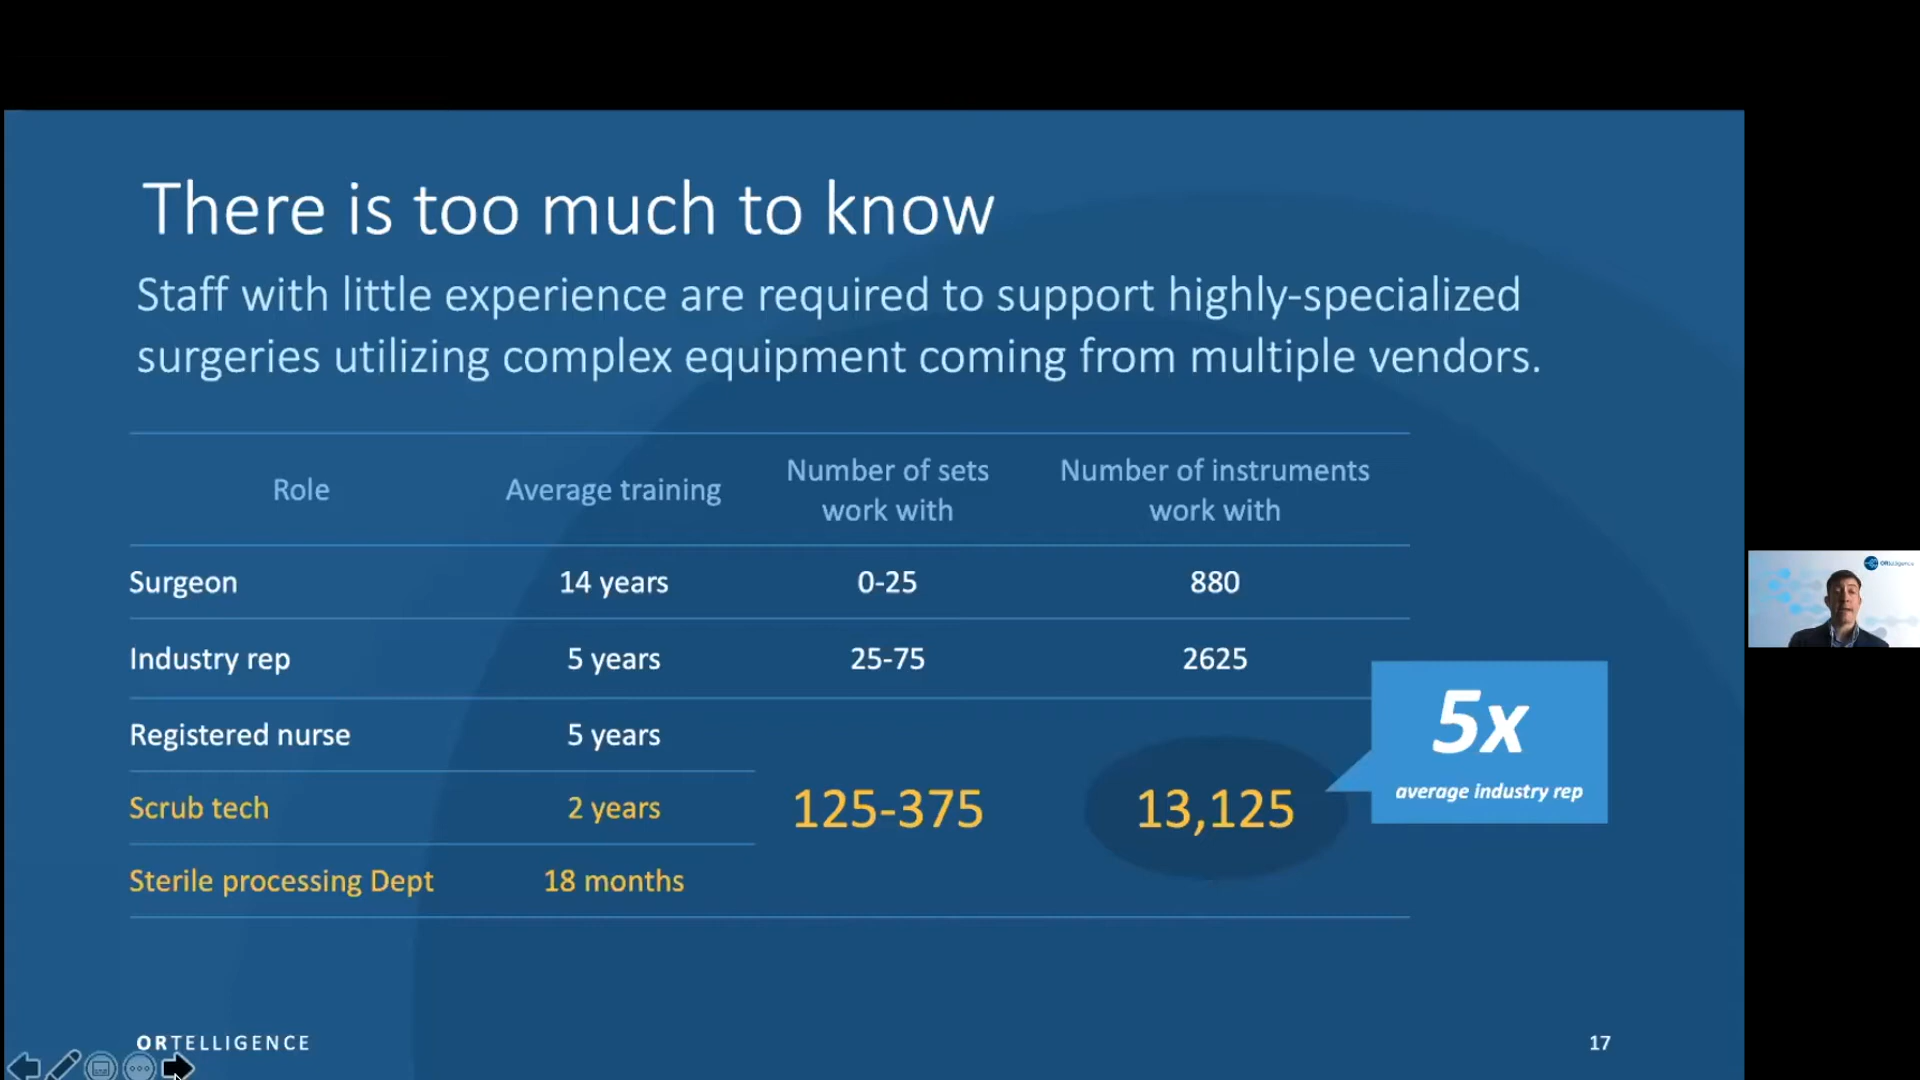 There is too much to know
Staff with little experience are required to support highly-specialized
surgeries utilizing complex equipment coming from multiple vendors.
Role
Average training
Number of sets
work with
Number of instruments
work with
Surgeon
14 years
0-25
880
Industry rep
5 years
25-75
2625
Registered nurse
5 years
Scrub tech
2 years
125-375
13,125
5x
average industry rep
Sterile processing Dept
18 months
ORTELLIGENCE
17
ORtelligence